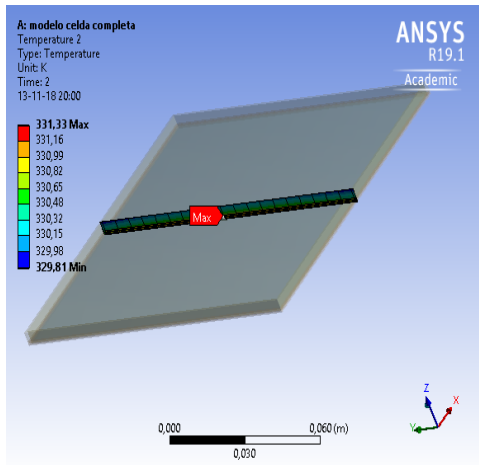 A: modelo celda completa
Temperature 2
Type: Temperature
Unit: K
Time: 2
13-11-18 20:00
331,33 Max
331,16
330,99
330,82
330,65
330,48
330,32
330,15
329,98
329,81 Min
ANSYS
R19.1
Academic
Max
Z
X
Y
0,000
0,060 (m)
0,030